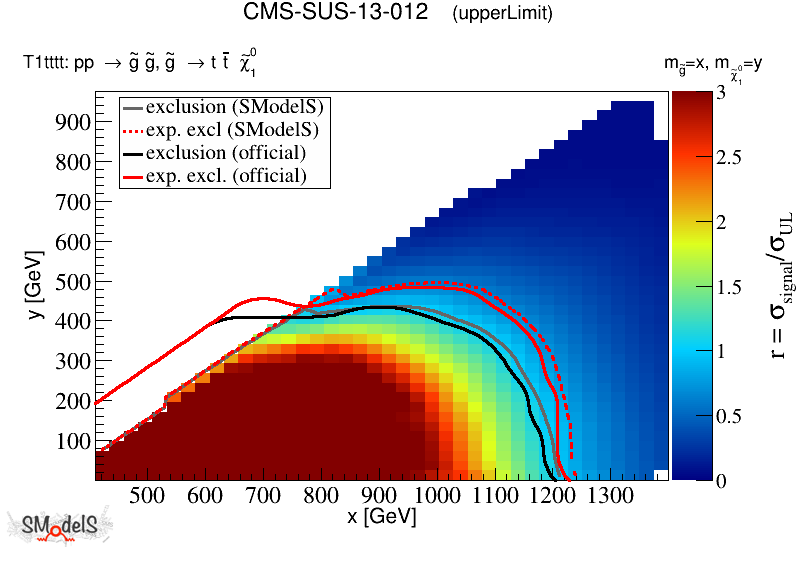 CMS-SUS-13-012 (upperLimit)
T1tttt: pp → g̃ g̃, g̃ → t t̄ χ̃₁⁰
m_g̃=x, m_χ̃₁⁰=y
exclusion (SModelS)
exp. excl (SModelS)
exclusion (official)
exp. excl. (official)
900
800
700
600
500
400
300
200
100
y [GeV]
500 600 700 800 900 1000 1100 1200 1300
x [GeV]
3
2.5
2
1.5
1
0.5
0
r = σ_signal/σ_UL
SModelS